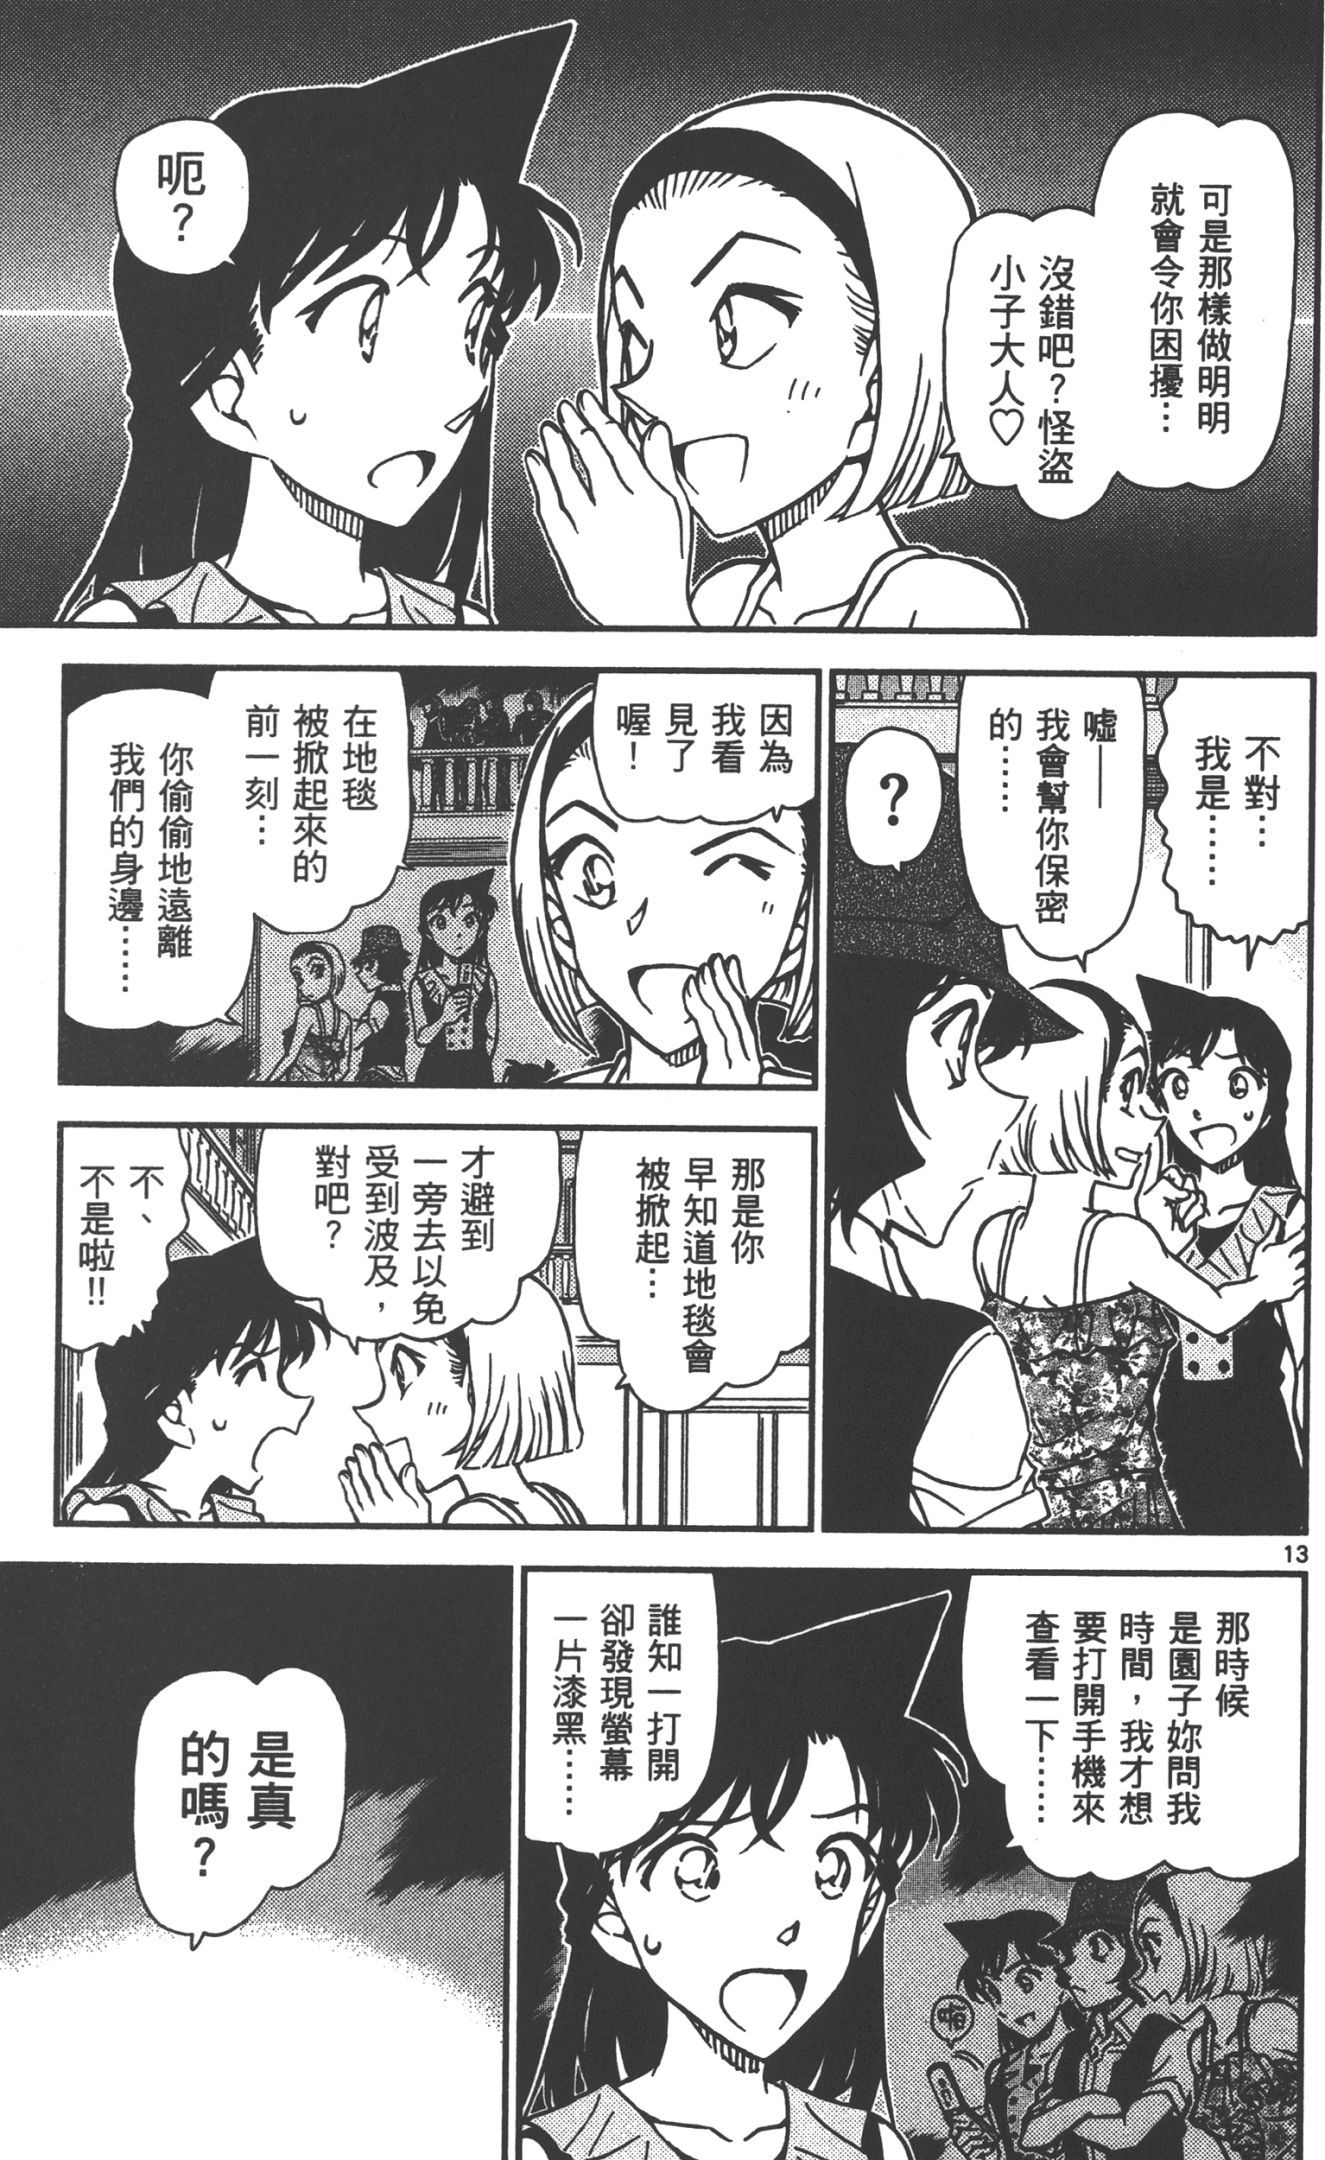 可是那樣做明明
就會令你困擾…
沒錯吧？怪盜
小子大人♡
呃？
不對…
我是……
噓——
我會幫你保密
的……
？
因為
我看
見了
喔！
在地毯
被掀起來的
前一刻…
你偷偷地遠離
我們的身邊……
那是你
早知道地毯會
被掀起…
才避到
一旁去以免
受到波及，
對吧？
不、
不是啦!!
13
那時候
是園子妳問我
時間，我才想
要打開手機來
查看一下……
誰知一打開
卻發現螢幕
一片漆黑……
啪
是真
的嗎？